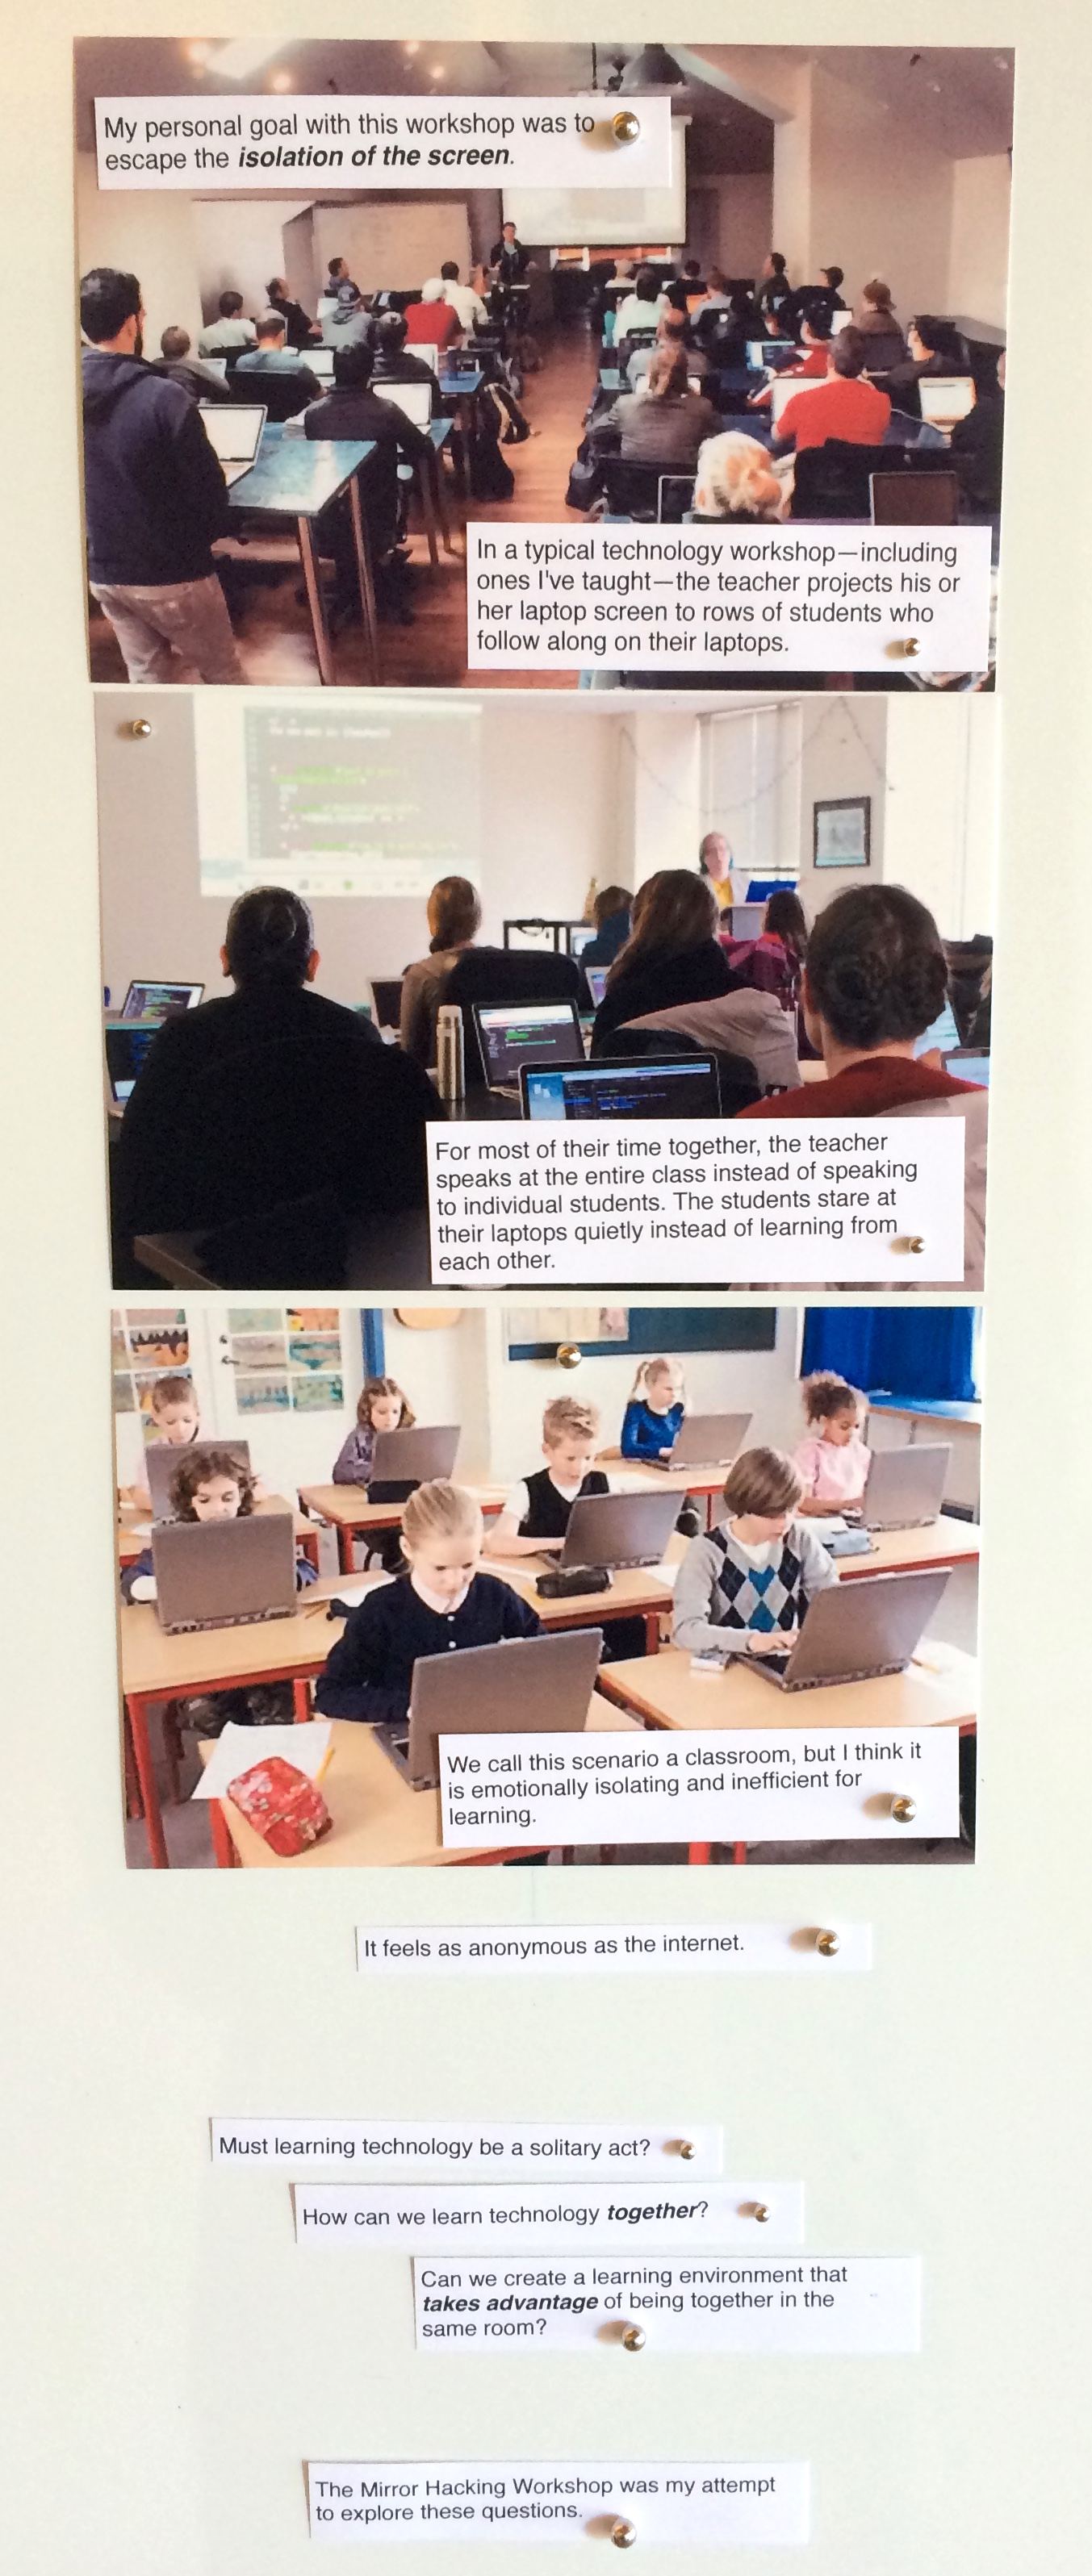 My personal goal with this workshop was to
escape the isolation of the screen.
In a typical technology workshop—including
ones I've taught—the teacher projects his or
her laptop screen to rows of students who
follow along on their laptops.
For most of their time together, the teacher
speaks at the entire class instead of speaking
to individual students. The students stare at
their laptops quietly instead of learning from
each other.
We call this scenario a classroom, but I think it
is emotionally isolating and inefficient for
learning.
It feels as anonymous as the internet.
Must learning technology be a solitary act?
How can we learn technology together?
Can we create a learning environment that
takes advantage of being together in the
same room?
The Mirror Hacking Workshop was my attempt
to explore these questions.